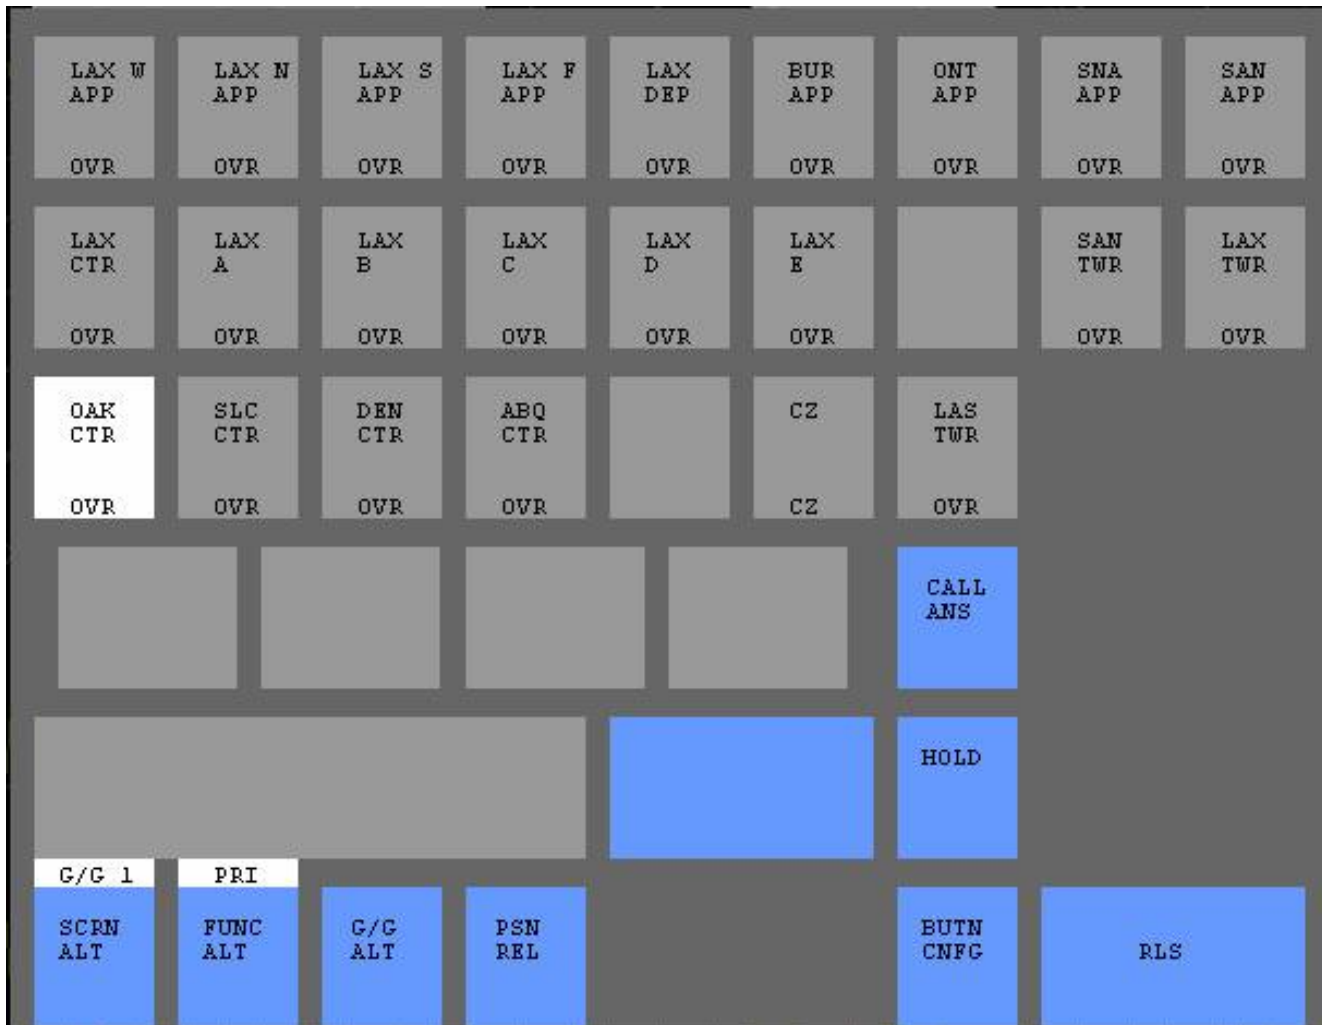 LAX W
APP
OVR
LAX N
APP
OVR
LAX S
APP
OVR
LAX F
APP
OVR
LAX
DEP
OVR
BUR
APP
OVR
ONT
APP
OVR
SNA
APP
OVR
SAN
APP
OVR
LAX
CTR
OVR
LAX
A
OVR
LAX
B
OVR
LAX
C
OVR
LAX
D
OVR
LAX
E
OVR
SAN
TWR
OVR
LAX
TWR
OVR
OAK
CTR
OVR
SLC
CTR
OVR
DEN
CTR
OVR
ABQ
CTR
OVR
CZ
CZ
LAS
TWR
OVR
CALL
ANS
HOLD
G/G 1
SCRN
ALT
PRI
FUNC
ALT
G/G
ALT
PSN
REL
BUTN
CNFG
RLS